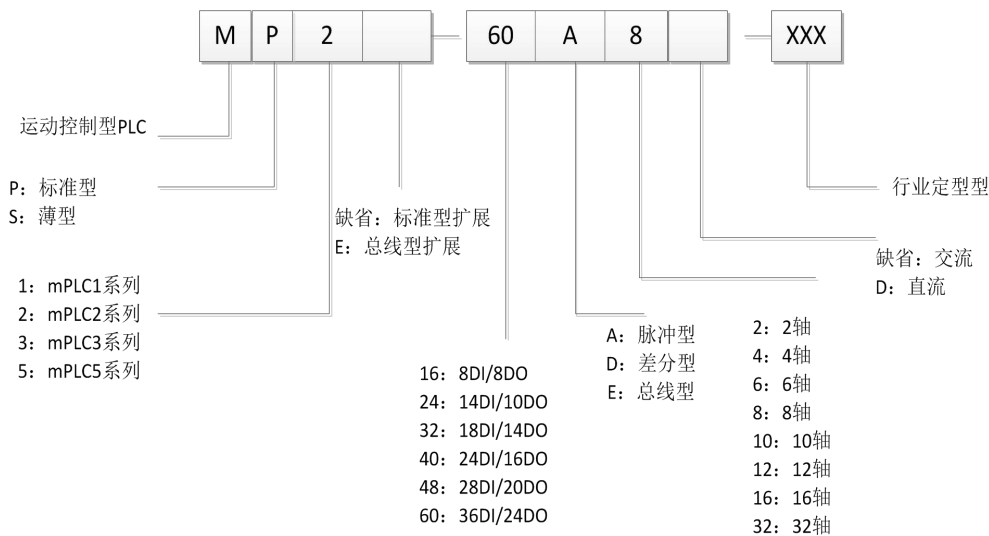 M P 2 60 A 8 XXX
运动控制型PLC
P：标准型
S：薄型
1：mPLC1系列
2：mPLC2系列
3：mPLC3系列
5：mPLC5系列
缺省：标准型扩展
E：总线型扩展
16：8DI/8DO
24：14DI/10DO
32：18DI/14DO
40：24DI/16DO
48：28DI/20DO
60：36DI/24DO
A：脉冲型
D：差分型
E：总线型
2：2轴
4：4轴
6：6轴
8：8轴
10：10轴
12：12轴
16：16轴
32：32轴
缺省：交流
D：直流
行业定型型